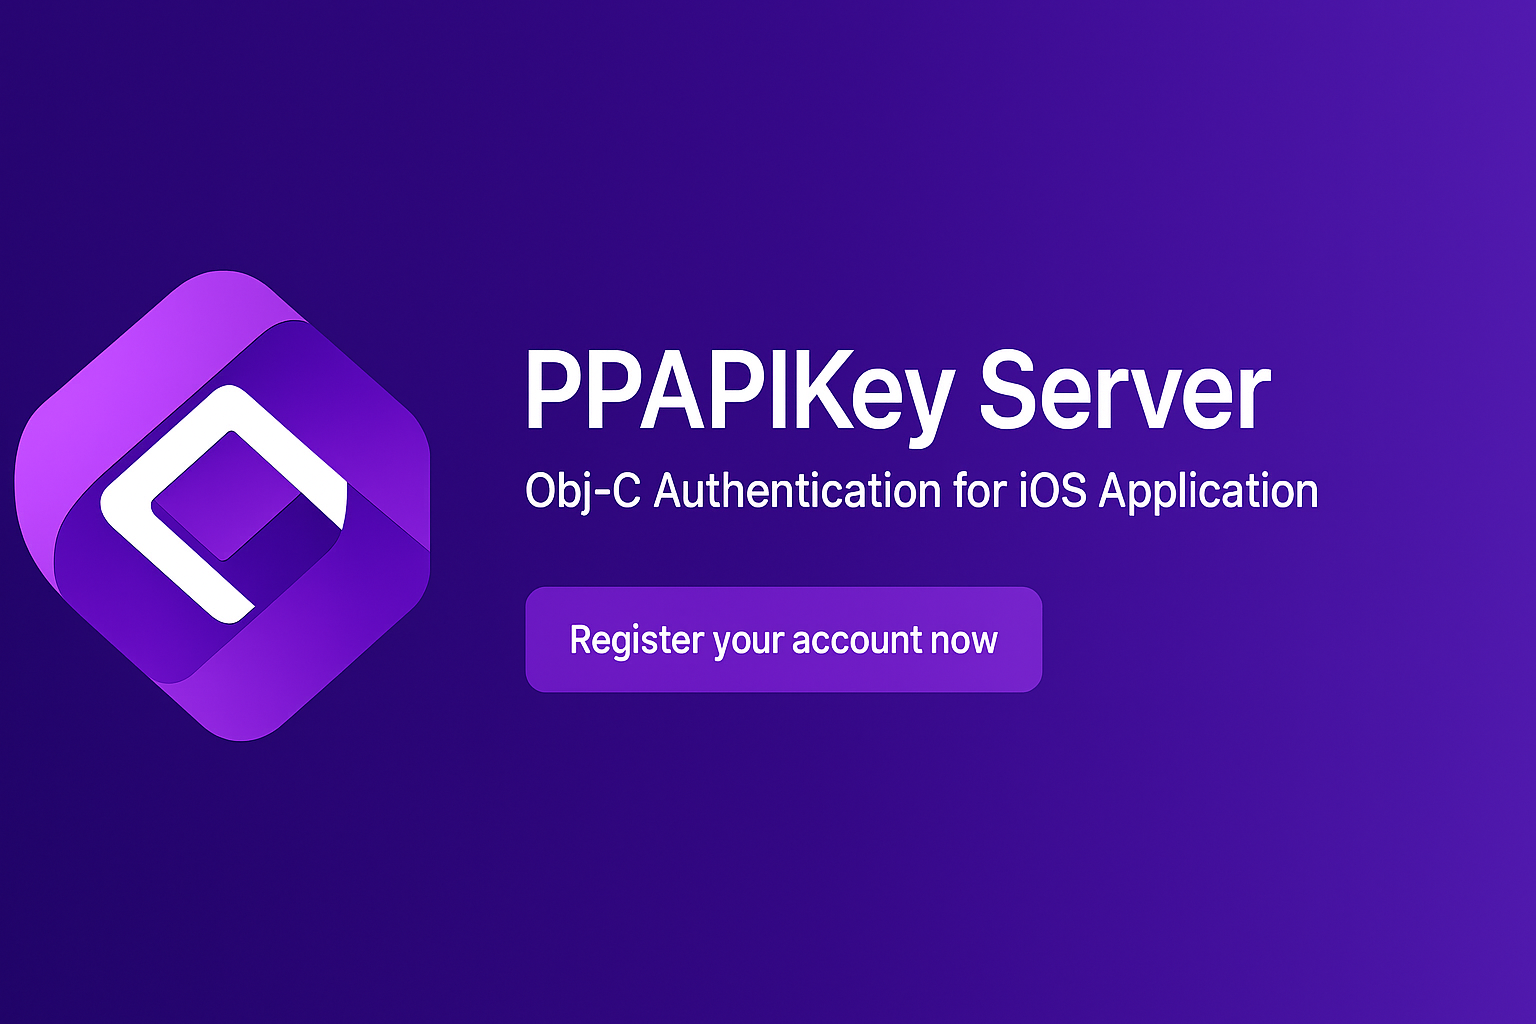 PPAPIKey Server
Obj-C Authentication for iOS Application
Register your account now